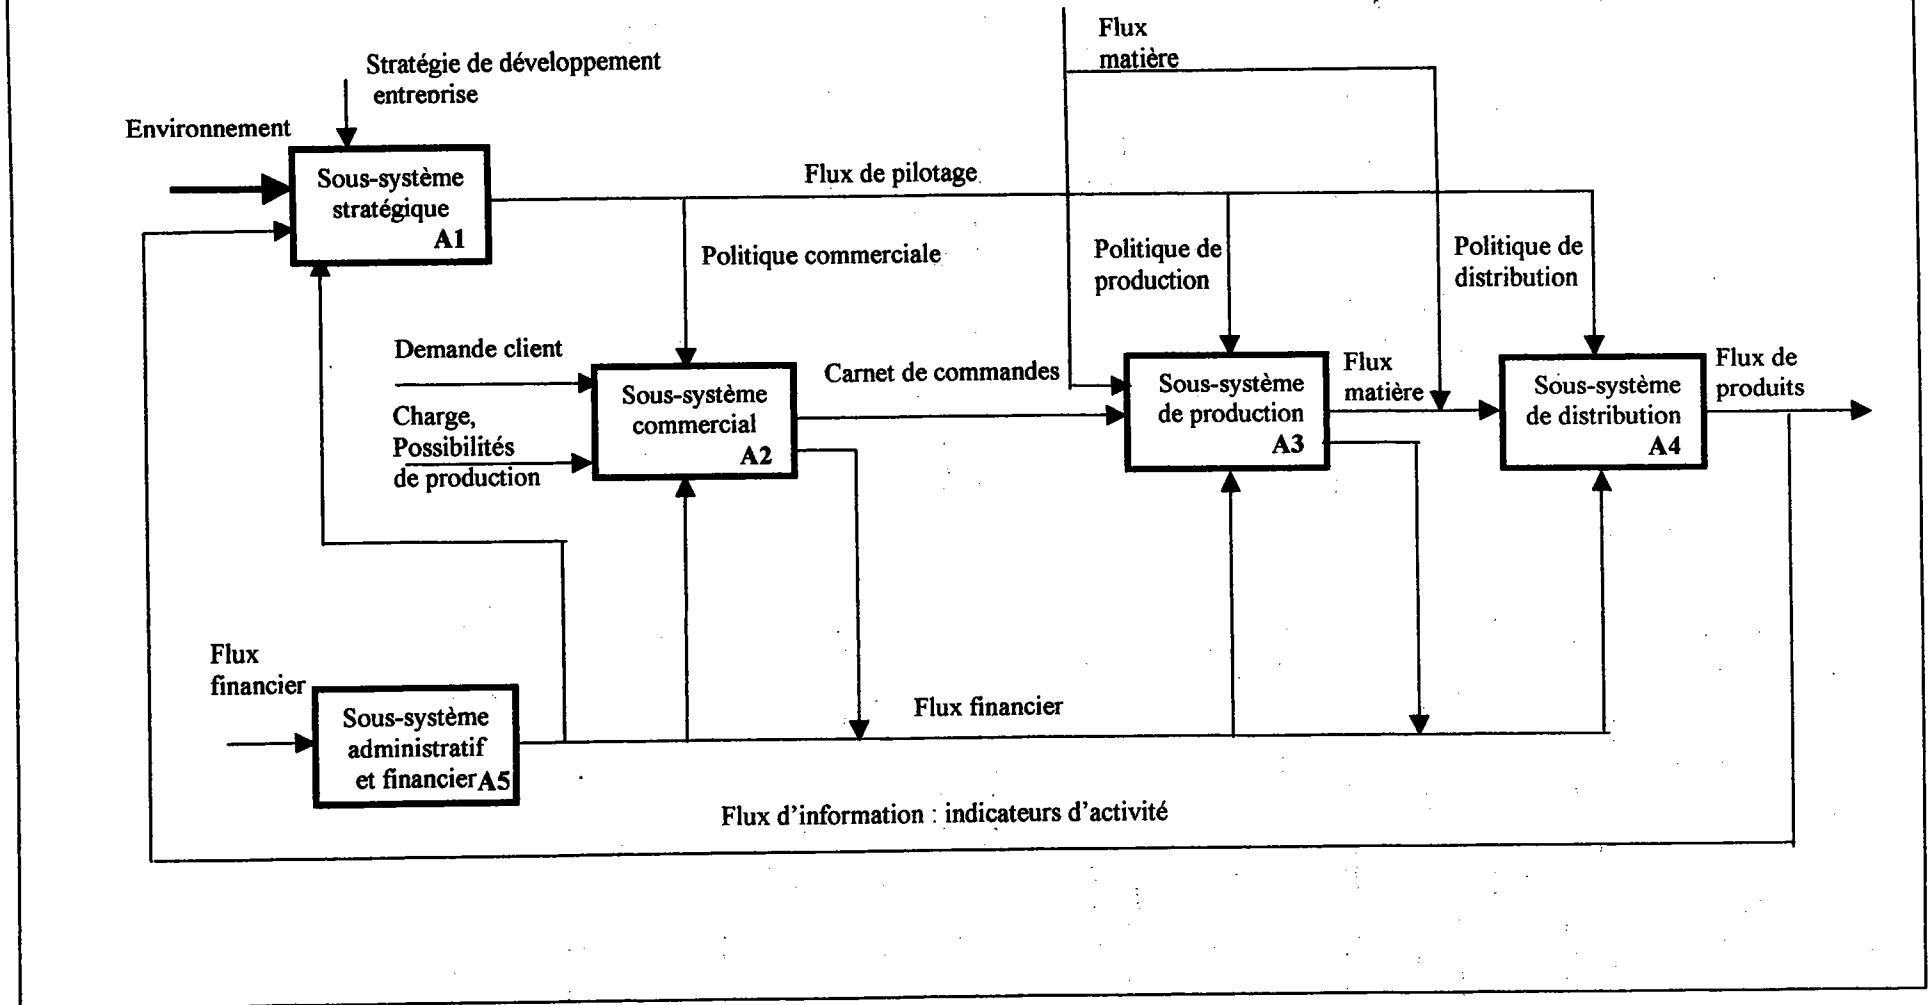 Flux
matière
Stratégie de développement
entreprise
Environnement
Sous-système
stratégique
A1
Flux de pilotage
Politique commerciale
Politique de
production
Politique de
distribution
Demande client
Charge,
Possibilités
de production
Sous-système
commercial
A2
Carnet de commandes
Sous-système
de production
A3
Flux
matière
Sous-système
de distribution
A4
Flux de
produits
Flux
financier
Sous-système
administratif
et financier A5
Flux financier
Flux d'information : indicateurs d'activité